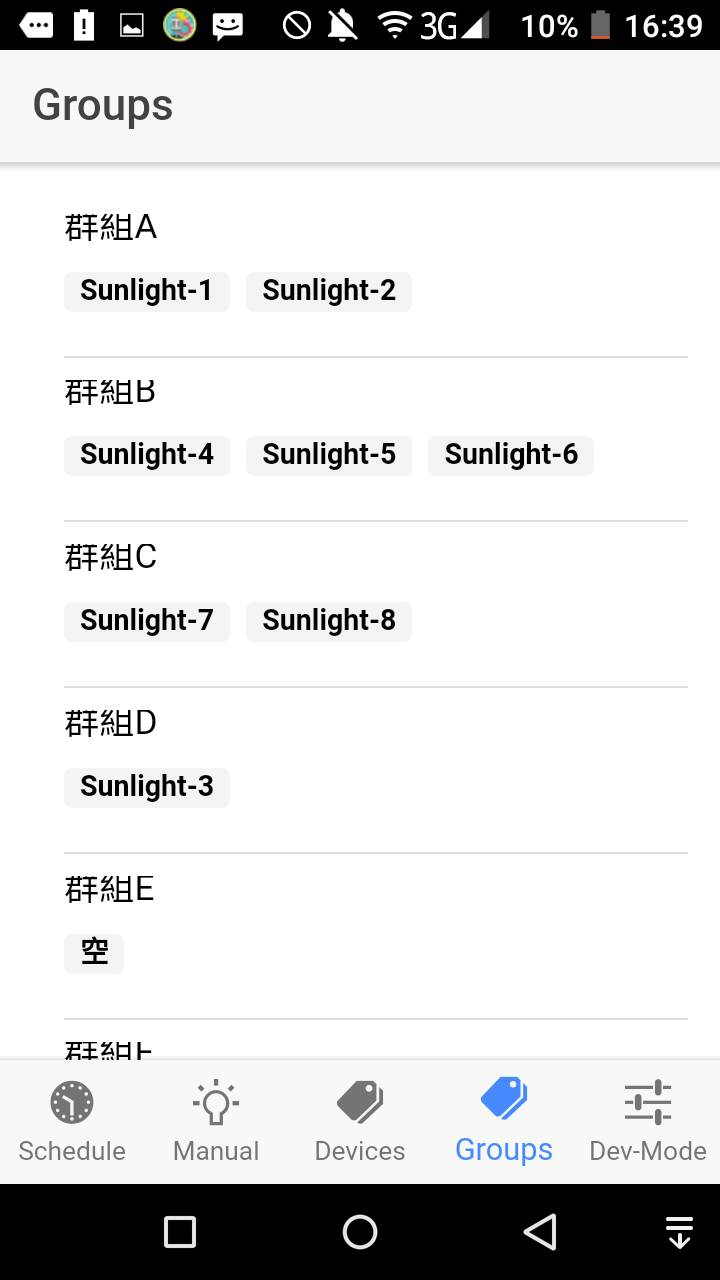 3G 10% 16:39
Groups
群組A
Sunlight-1 Sunlight-2
群組B
Sunlight-4 Sunlight-5 Sunlight-6
群組C
Sunlight-7 Sunlight-8
群組D
Sunlight-3
群組E
空
群組
Schedule Manual Devices Groups Dev-Mode